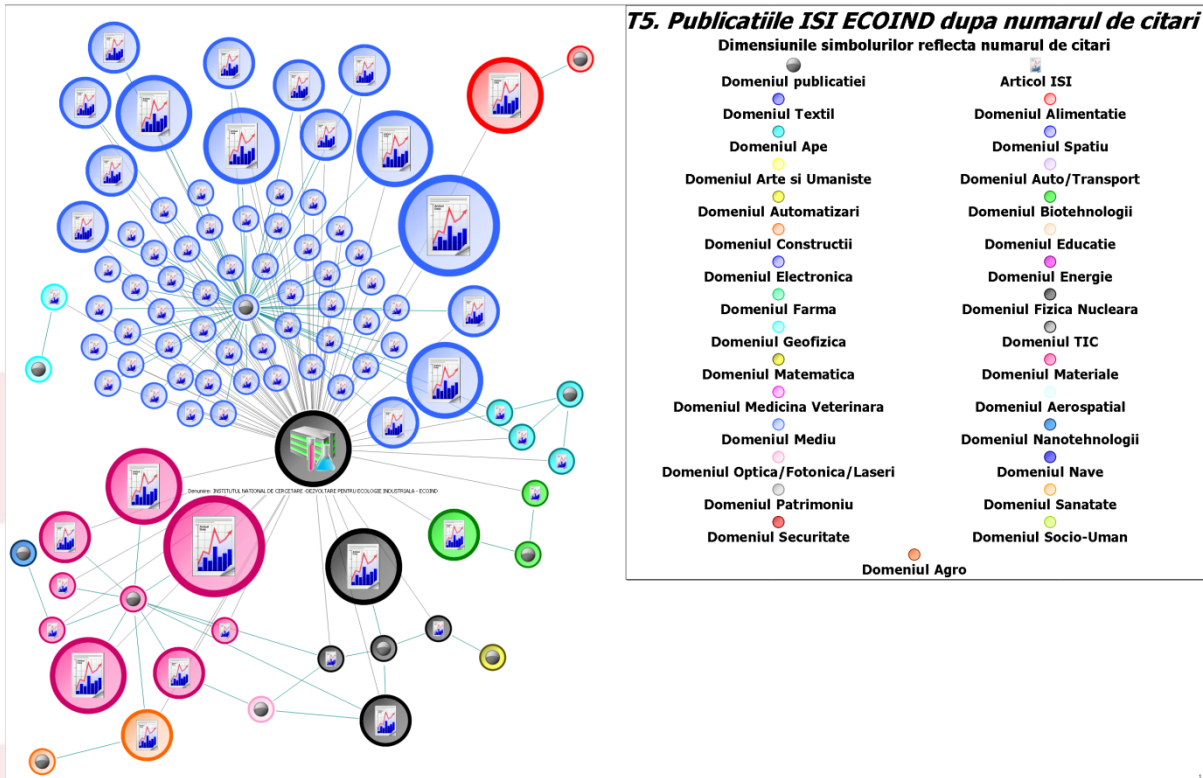 T5. Publicatiile ISI ECOIND dupa numarul de citari
Dimensiunile simbolurilor reflecta numarul de citari
Domeniul publicatiei
Articol ISI
Domeniul Textil
Domeniul Alimentatie
Domeniul Ape
Domeniul Spatiu
Domeniul Arte si Umaniste
Domeniul Auto/Transport
Domeniul Automatizari
Domeniul Biotehnologii
Domeniul Constructii
Domeniul Educatie
Domeniul Electronica
Domeniul Energie
Domeniul Farma
Domeniul Fizica Nucleara
Domeniul Geofizica
Domeniul TIC
Domeniul Matematica
Domeniul Materiale
Domeniul Medicina Veterinara
Domeniul Aerospatial
Domeniul Mediu
Domeniul Nanotehnologii
Domeniul Optica/Fotonica/Laseri
Domeniul Nave
Domeniul Patrimoniu
Domeniul Sanatate
Domeniul Securitate
Domeniul Socio-Uman
Domeniul Agro
Denumire: INSTITUTUL NATIONAL DE CERCETARE -DEZVOLTARE PENTRU ECOLOGIE INDUSTRIALA - ECOIND